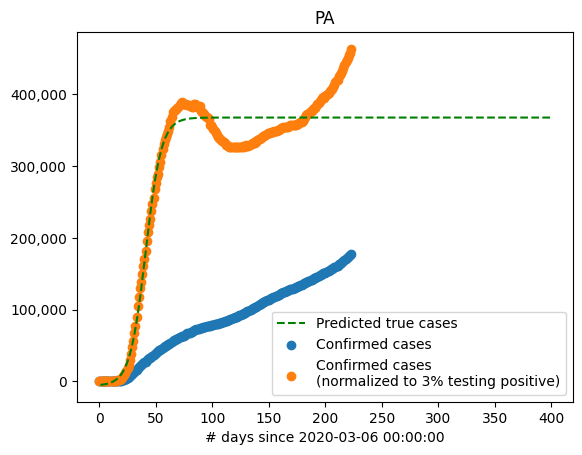 PA
400,000
300,000
200,000
100,000
0
Predicted true cases
Confirmed cases
Confirmed cases
(normalized to 3% testing positive)
0 50 100 150 200 250 300 350 400
# days since 2020-03-06 00:00:00